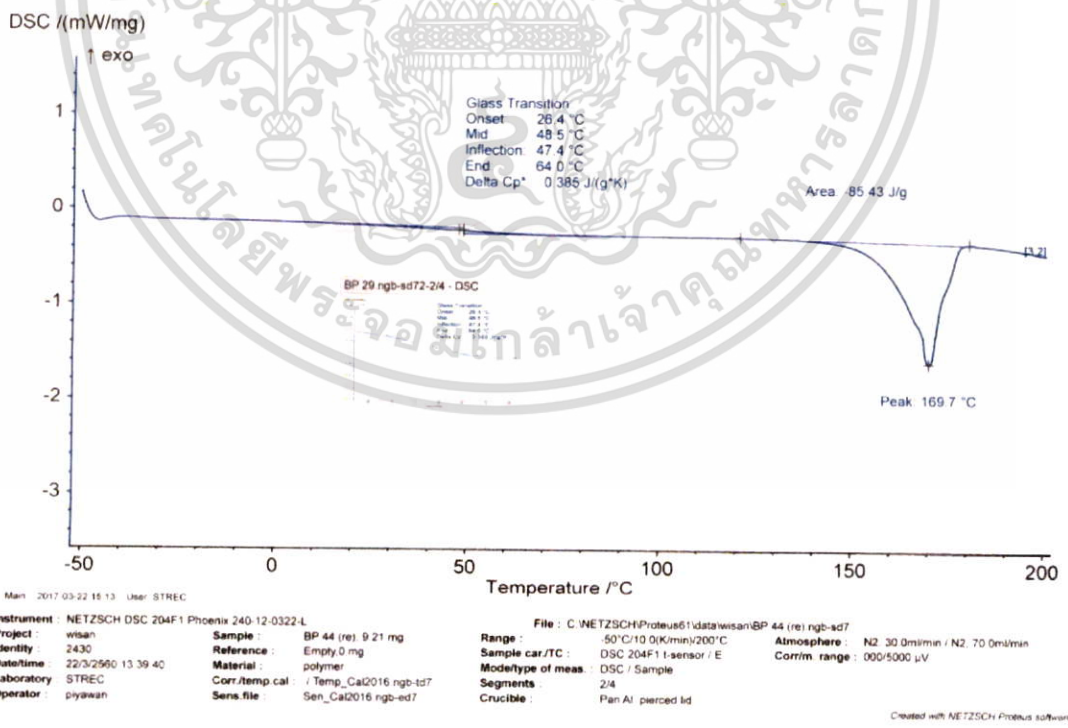 DSC /(mW/mg)
↑ exo
Glass Transition
Onset 26.4 °C
Mid 48.5 °C
Inflection: 47.4 °C
End 64.0 °C
Delta Cp* 0.385 J/(g*K)
Area: -85.43 J/g
1
0
[3.2]
BP 29.ngb-sd72-2/4 - DSC
-1
-2
Peak: 169.7 °C
-3
-50 0 50 100 150 200
Temperature /°C
Main 2017-03-22 15:13 User: STREC
nstrument : NETZSCH DSC 204F1 Phoenix 240-12-0322-L File : C:\NETZSCH\Proteus61\data\wisan\BP 44 (re).ngb-sd7
roject : wisan Sample : BP 44 (re), 9.21 mg Range : -50°C/10.0(K/min)/200°C Atmosphere : N2, 30.0ml/min / N2, 70.0ml/min
dentity : 2430 Reference : Empty,0 mg Sample car./TC : DSC 204F1 t-sensor / E Corr/m. range : 000/5000 µV
ate/time : 22/3/2560 13:39:40 Material : polymer Mode/type of meas. : DSC / Sample
aboratory : STREC Corr./temp.cal : / Temp_Cal2016.ngb-td7 Segments : 2/4
perator : piyawan Sens.file : Sen_Cal2016.ngb-ed7 Crucible : Pan Al, pierced lid
Created with NETZSCH Proteus software